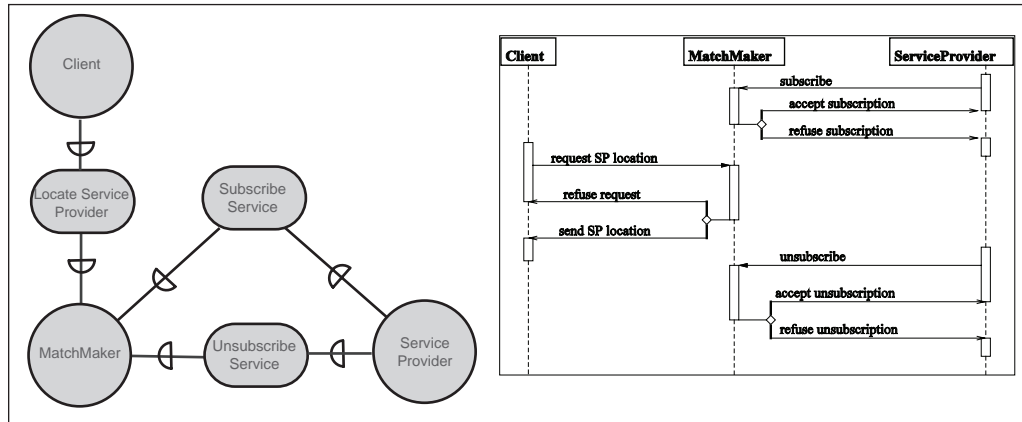 Client
Locate Service
Provider
Subscribe
Service
MatchMaker
Unsubscribe
Service
Service
Provider
Client
MatchMaker
ServiceProvider
subscribe
accept subscription
refuse subscription
request SP location
refuse request
send SP location
unsubscribe
accept unsubscription
refuse unsubscription